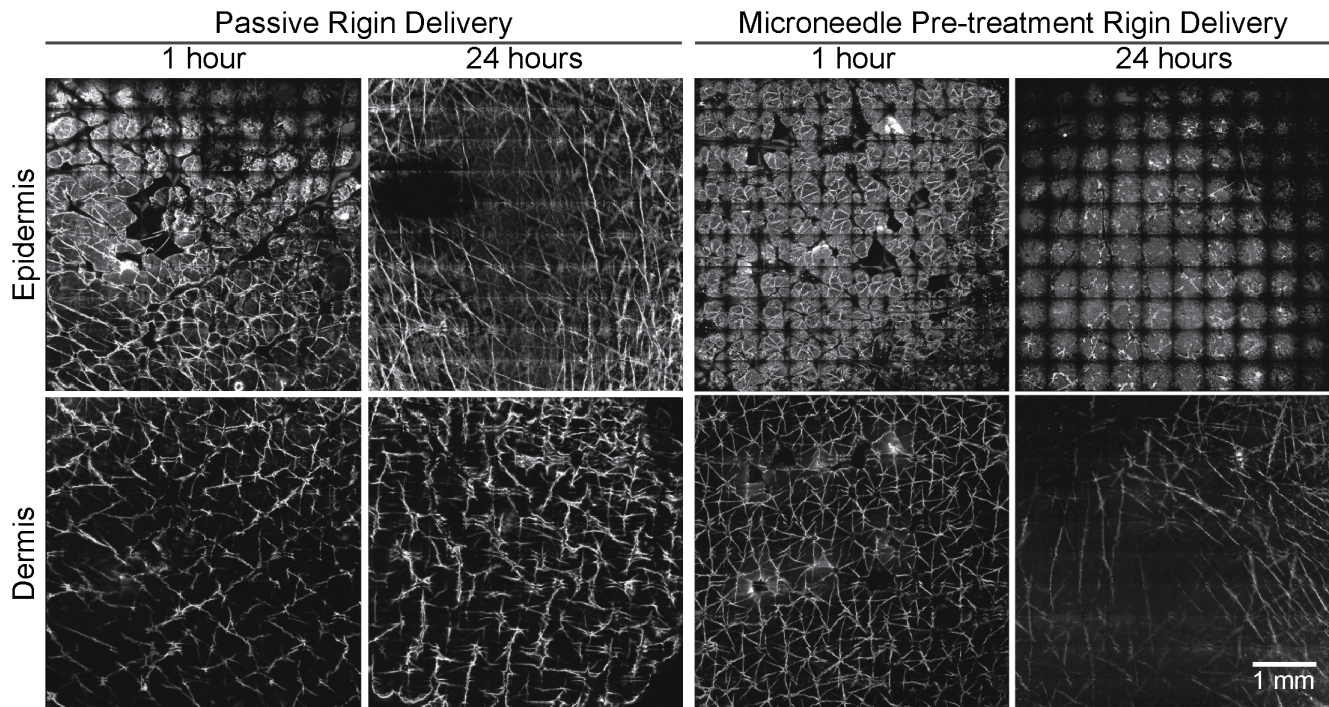 Passive Rigin Delivery
Microneedle Pre-treatment Rigin Delivery
1 hour
24 hours
1 hour
24 hours
Epidermis
Dermis
1 mm